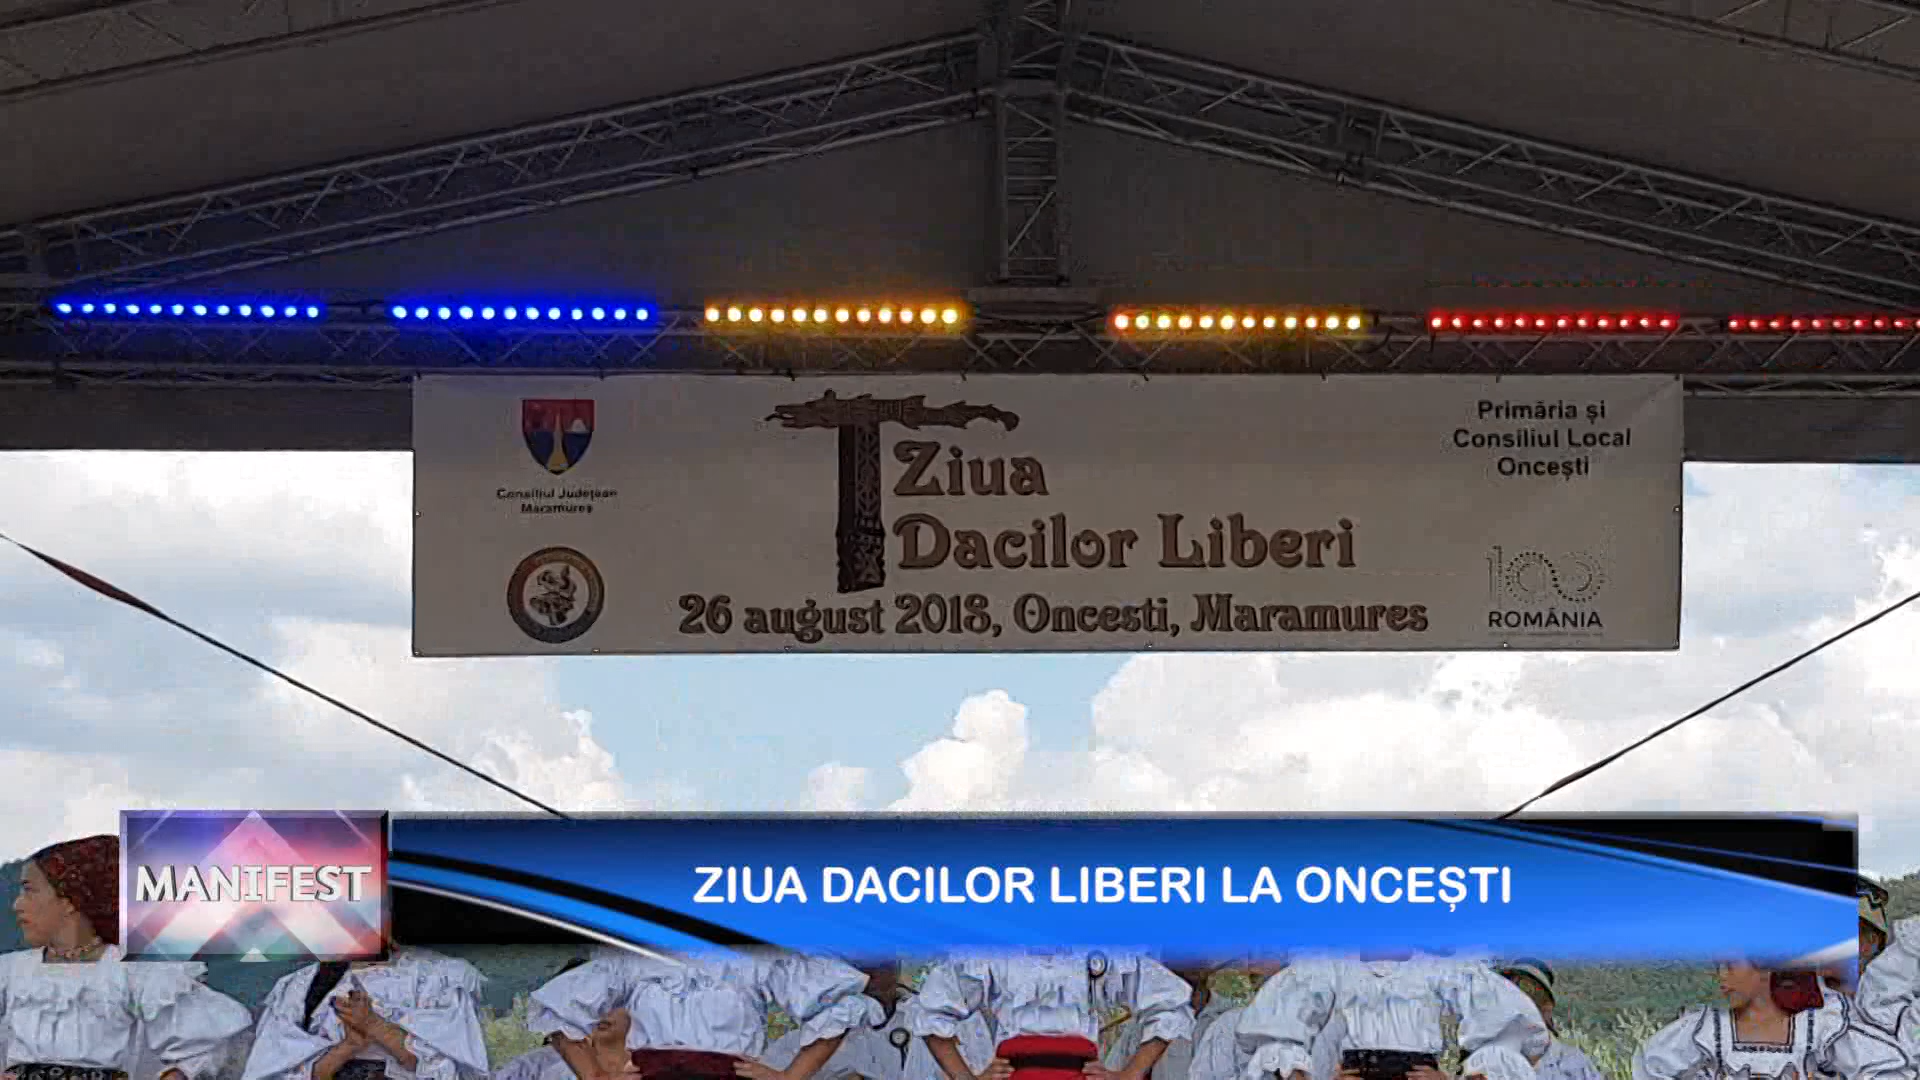 Consiliul Județean
Maramureș
Ziua
Dacilor Liberi
26 august 2018, Oncesti, Maramures
Primăria și
Consiliul Local
Oncești
100
ROMÂNIA
MANIFEST
ZIUA DACILOR LIBERI LA ONCEȘTI